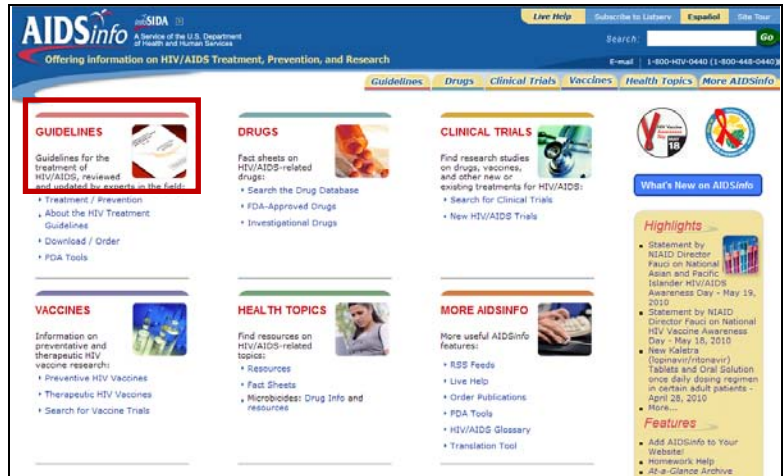 AIDSinfo infoSIDA
A Service of the U.S. Department
of Health and Human Services
Offering information on HIV/AIDS Treatment, Prevention, and Research
Live Help Subscribe to Listserv Español Site Tour
Search: Go
E-mail 1-800-HIV-0440 (1-800-448-0440)
Guidelines Drugs Clinical Trials Vaccines Health Topics More AIDSinfo
GUIDELINES
Guidelines for the
treatment of
HIV/AIDS, reviewed
and updated by experts in the field:
Treatment / Prevention
About the HIV Treatment
Guidelines
Download / Order
PDA Tools
DRUGS
Fact sheets on
HIV/AIDS-related
drugs:
Search the Drug Database
FDA-Approved Drugs
Investigational Drugs
CLINICAL TRIALS
Find research studies
on drugs, vaccines,
and other new or
existing treatments for HIV/AIDS:
Search for Clinical Trials
New HIV/AIDS Trials
HIV Vaccine
Awareness
Day MAY
18
What's New on AIDSinfo
VACCINES
Information on
preventative and
therapeutic HIV
vaccine research:
Preventive HIV Vaccines
Therapeutic HIV Vaccines
Search for Vaccine Trials
HEALTH TOPICS
Find resources on
HIV/AIDS-related
topics:
Resources
Fact Sheets
Microbicides: Drug Info and
resources
MORE AIDSINFO
More useful AIDSinfo
features:
RSS Feeds
Live Help
Order Publications
PDA Tools
HIV/AIDS Glossary
Translation Tool
Highlights
Statement by
NIAID Director
Fauci on National
Asian and Pacific
Islander HIV/AIDS
Awareness Day - May 19,
2010
Statement by NIAID
Director Fauci on National
HIV Vaccine Awareness
Day - May 18, 2010
New Kaletra
(lopinavir/ritonavir)
Tablets and Oral Solution
once daily dosing regimen
in certain adult patients -
April 28, 2010
More...
Features
Add AIDSinfo to Your
Website!
Homework Help
At-a-Glance Archive